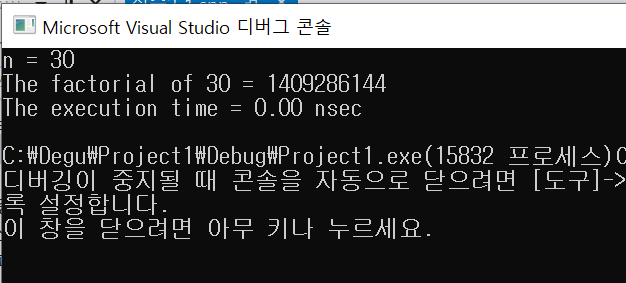 Microsoft Visual Studio 디버그 콘솔
n = 30
The factorial of 30 = 1409286144
The execution time = 0.00 nsec
C:\Degu\Project1\Debug\Project1.exe(15832 프로세스)C
디버깅이 중지될 때 콘솔을 자동으로 닫으려면 [도구]->
록 설정합니다.
이 창을 닫으려면 아무 키나 누르세요.